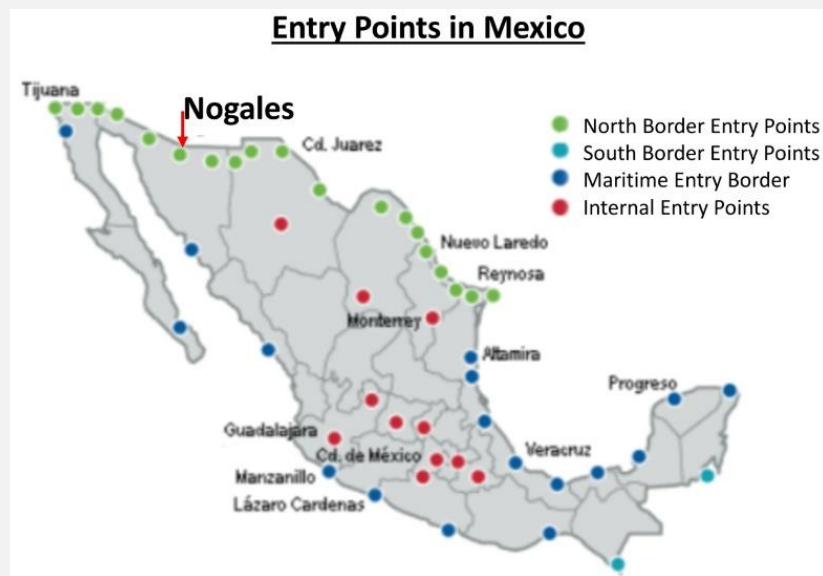 Entry Points in Mexico
Tijuana
Nogales
Cd. Juarez
North Border Entry Points
South Border Entry Points
Maritime Entry Border
Internal Entry Points
Nuevo Laredo
Reynosa
Monterrey
Altamira
Progreso
Guadalajara
Cd. de México
Veracruz
Manzanillo
Lázaro Cardenas